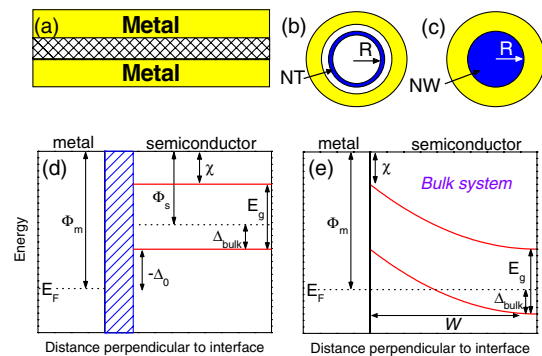 (a) Metal
Metal
(b)
R
NT
(c)
R
NW
metal semiconductor
(d)
χ
Φs
Eg
Φm
Δbulk
-Δ0
EF
Energy
Distance perpendicular to interface
metal semiconductor
(e)
χ
Bulk system
Φm
Eg
EF
Δbulk
W
Distance perpendicular to interface